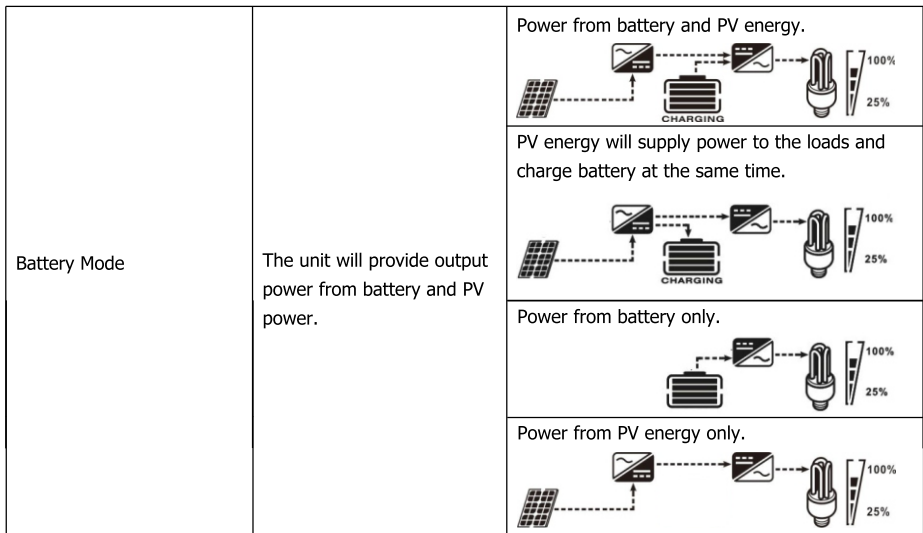 Battery Mode
The unit will provide output
power from battery and PV
power.
Power from battery and PV energy.
100%
25%
CHARGING
PV energy will supply power to the loads and
charge battery at the same time.
100%
25%
CHARGING
Power from battery only.
100%
25%
Power from PV energy only.
100%
25%